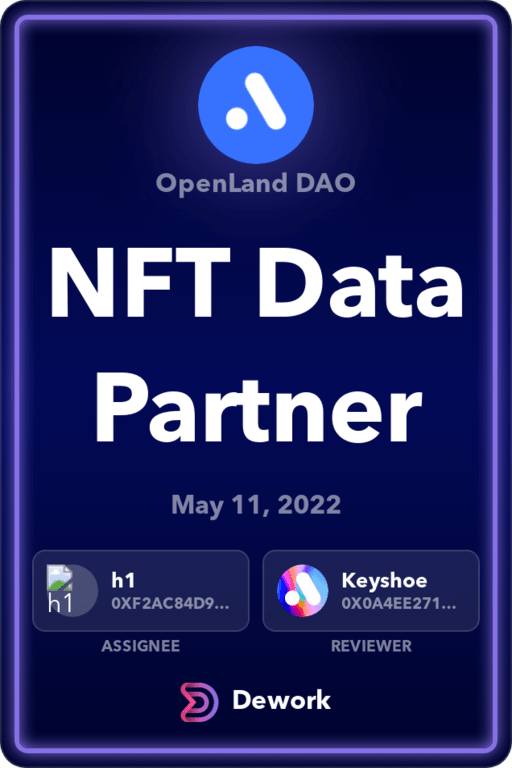 OpenLand DAO
NFT Data
Partner
May 11, 2022
h1
h1
0XF2AC84D9...
Keyshoe
0X0A4EE271...
ASSIGNEE
REVIEWER
Dework